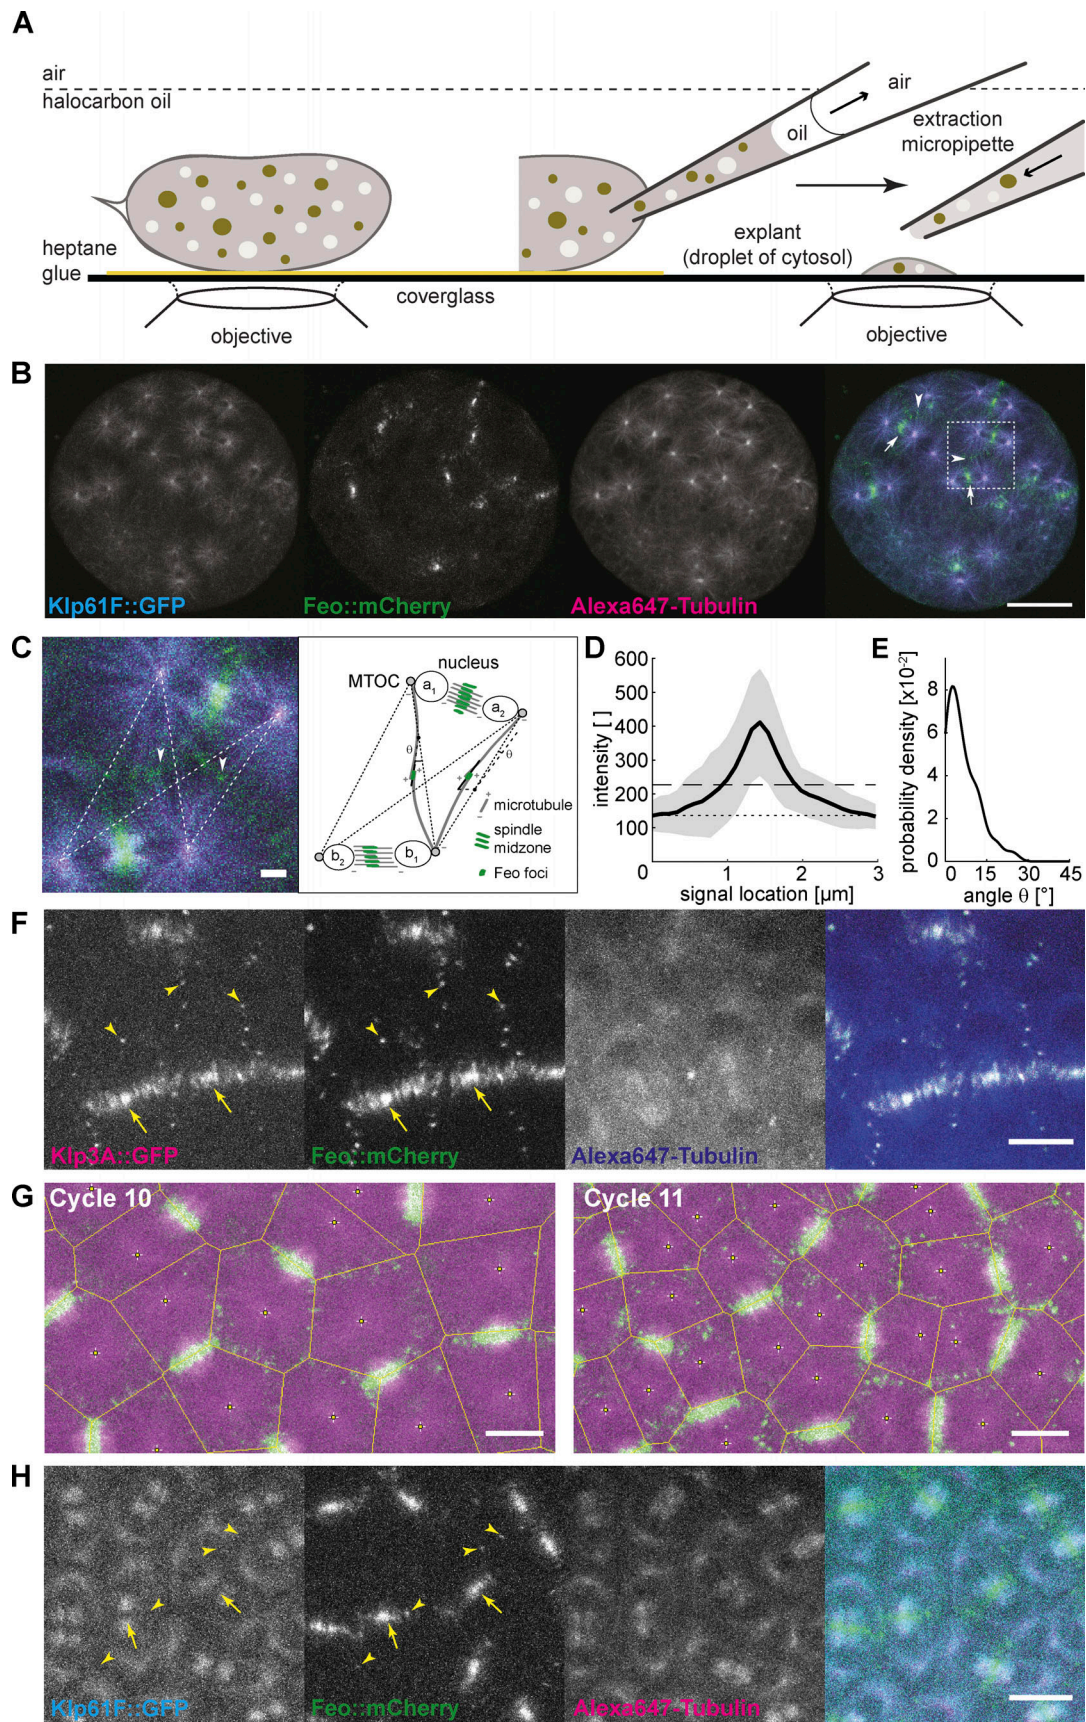 A
air
halocarbon oil
air
oil
extraction
micropipette
explant
(droplet of cytosol)
heptane
glue
coverglass
objective
objective
B
Klp61F::GFP
Feo::mCherry
Alexa647-Tubulin
C
nucleus
MTOC
a1
a2
θ
θ
+
+
+
+
−
−
−
−
b2
b1
+
microtubule
−
spindle
midzone
Feo foci
D
600
500
400
300
200
100
0
intensity [ ]
0
1
2
3
signal location [µm]
E
8
6
4
2
0
probability density [x10-2]
0
15
30
45
angle θ [°]
F
Klp3A::GFP
Feo::mCherry
Alexa647-Tubulin
G
Cycle 10
Cycle 11
H
Klp61F::GFP
Feo::mCherry
Alexa647-Tubulin